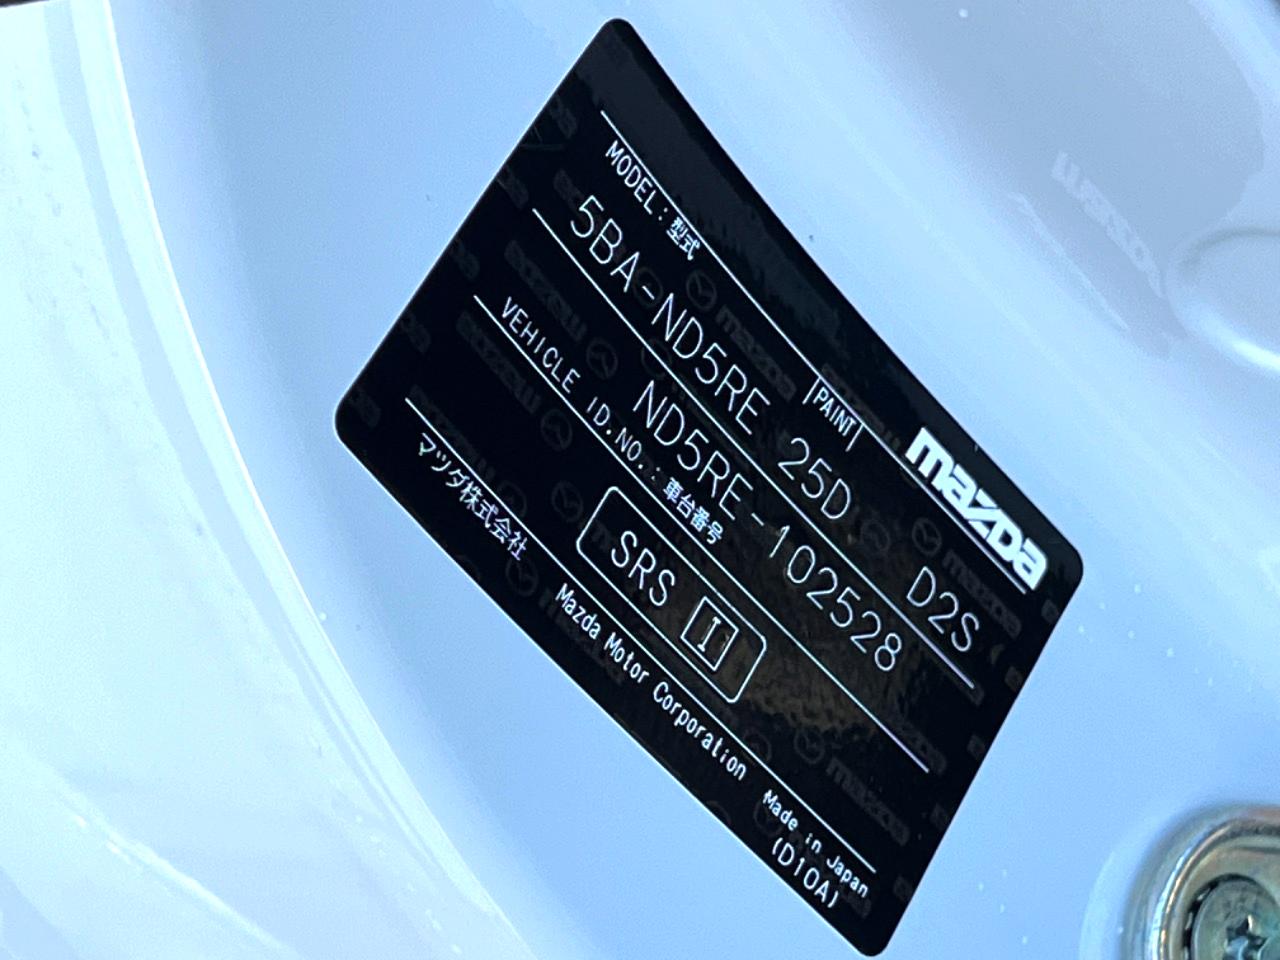 mazda
MODEL:型式 PAINT
5BA-ND5RE 25D D2S
ND5RE-102528
VEHICLE ID.NO.:車台番号
SRS I
マツダ株式会社 Mazda Motor Corporation Made in Japan
(D10A)